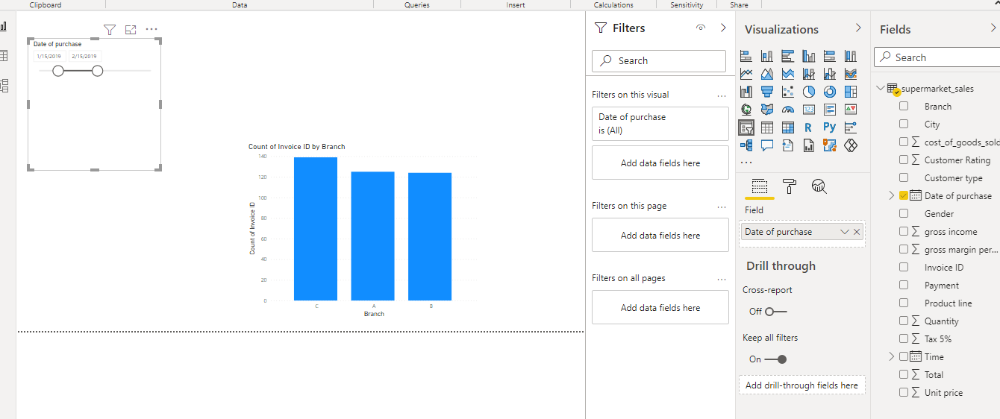 Clipboard
Data
Queries
Insert
Calculations
Sensitivity
Share
Date of purchase
1/15/2019
2/15/2019
Count of Invoice ID by Branch
140
120
100
80
60
40
20
0
Count of Invoice ID
C
A
B
Branch
Filters
Search
Filters on this visual
Date of purchase
is (All)
Add data fields here
Filters on this page
Add data fields here
Filters on all pages
Add data fields here
Visualizations
123
R
Py
Field
Date of purchase
Drill through
Cross-report
Off
Keep all filters
On
Add drill-through fields here
Fields
Search
supermarket_sales
Branch
City
cost_of_goods_sold
Customer Rating
Customer type
Date of purchase
Gender
gross income
gross margin per...
Invoice ID
Payment
Product line
Quantity
Tax 5%
Time
Total
Unit price